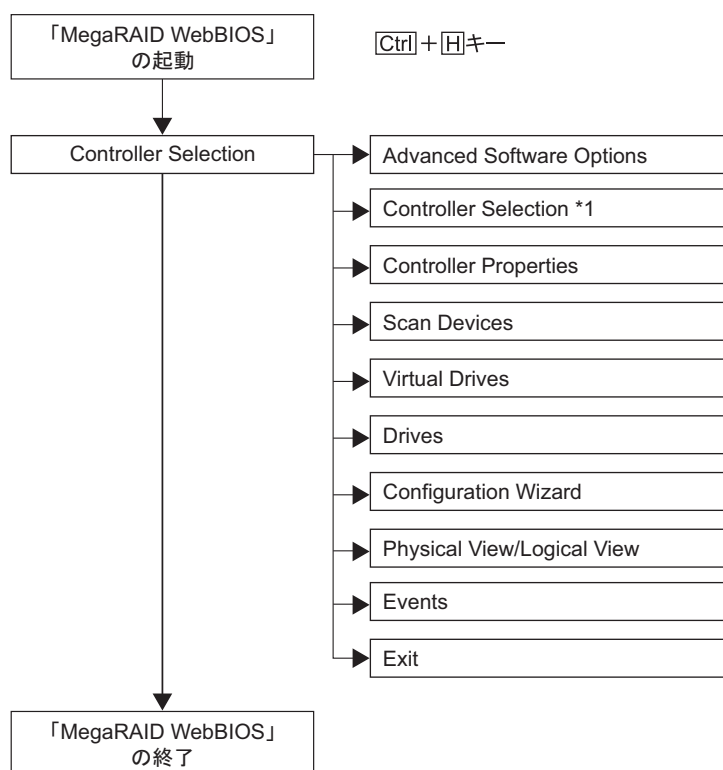 「MegaRAID WebBIOS」
の起動
Ctrl＋Hキー
Controller Selection
Advanced Software Options
Controller Selection *1
Controller Properties
Scan Devices
Virtual Drives
Drives
Configuration Wizard
Physical View/Logical View
Events
Exit
「MegaRAID WebBIOS」
の終了